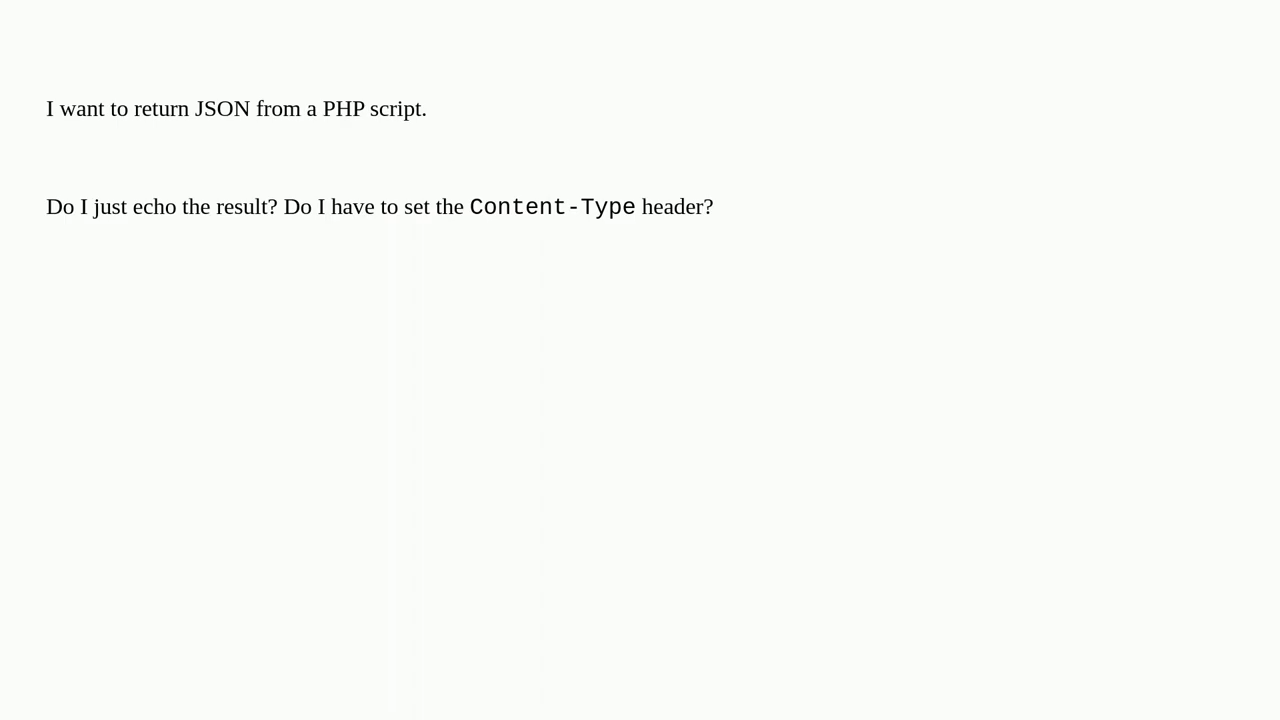 I want to return JSON from a PHP script.
Do I just echo the result? Do I have to set the Content-Type header?